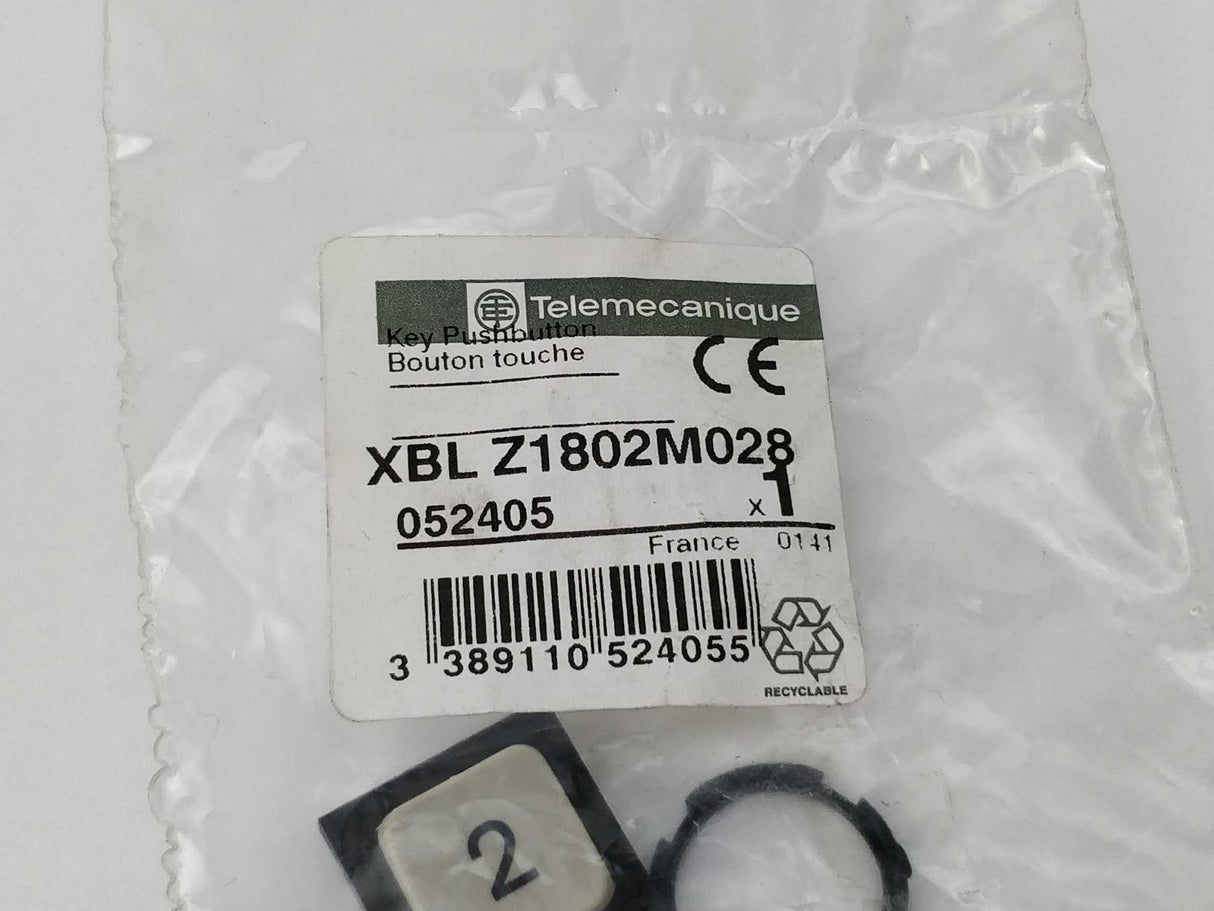 Telemecanique
Key Pushbutton
Bouton touche
CE
XBL Z1802M028
052405 x 1
France 0141
3 389110 524055
RECYCLABLE
2